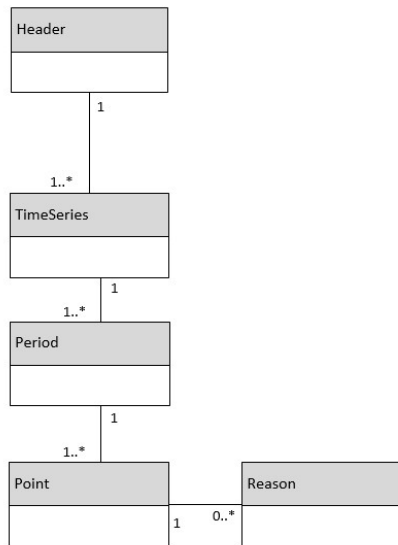 Header
1
1..*
TimeSeries
1
1..*
Period
1
1..*
Point
Reason
1
0..*